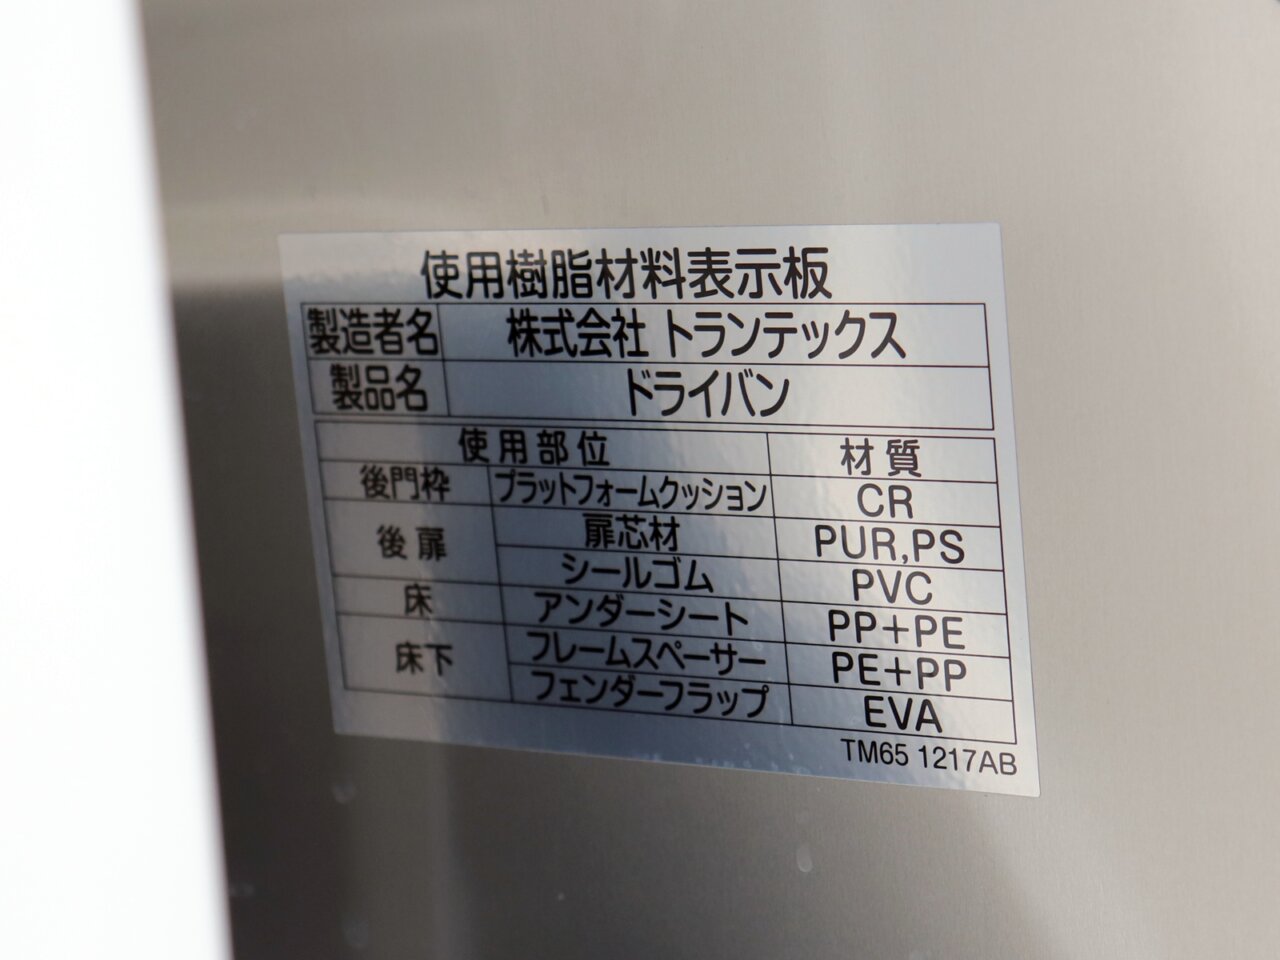 使用樹脂材料表示板
製造者名 株式会社 トランテックス
製品名 ドライバン
使用部位 材質
後門枠 プラットフォームクッション CR
後扉 扉芯材 PUR,PS
シールゴム PVC
床 アンダーシート PP+PE
床下 フレームスペーサー PE+PP
フェンダーフラップ EVA
TM65 1217AB